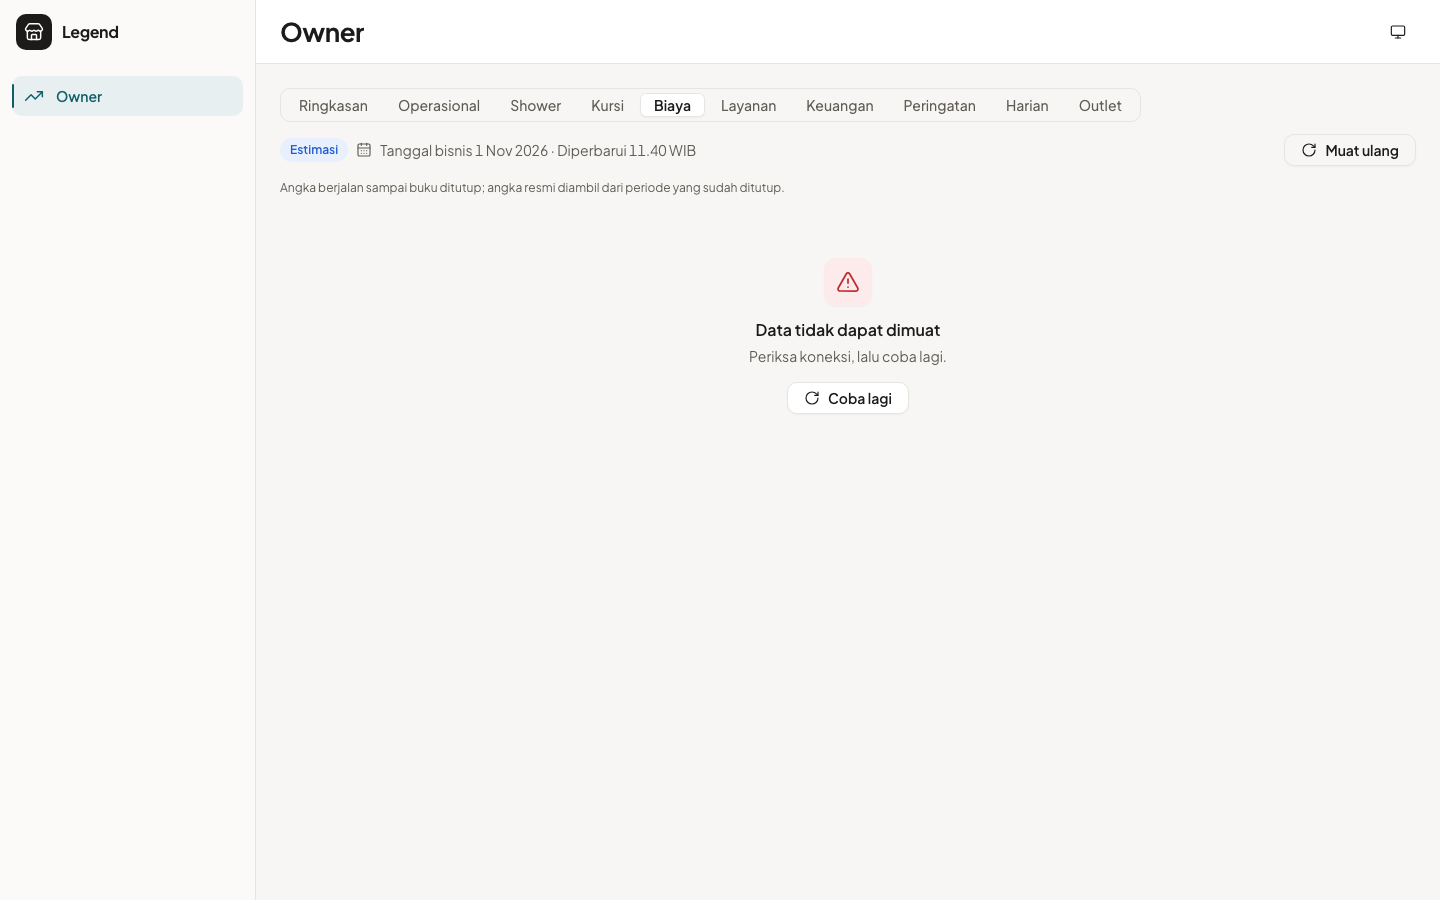 Legend
Owner
Owner
Ringkasan Operasional Shower Kursi Biaya Layanan Keuangan Peringatan Harian Outlet
Estimasi Tanggal bisnis 1 Nov 2026 · Diperbarui 11.40 WIB Muat ulang
Angka berjalan sampai buku ditutup; angka resmi diambil dari periode yang sudah ditutup.
Data tidak dapat dimuat
Periksa koneksi, lalu coba lagi.
Coba lagi